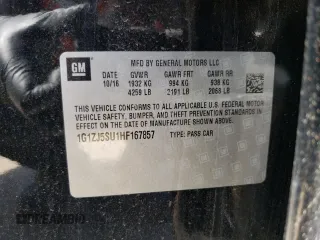 GM
MFD BY GENERAL MOTORS LLC
DATE GVWR GAWR FRT GAWR RR
10/16 1932 KG 994 KG 938 KG
4259 LB 2191 LB 2068 LB
THIS VEHICLE CONFORMS TO ALL APPLICABLE U.S. FEDERAL MOTOR
VEHICLE SAFETY, BUMPER, AND THEFT PREVENTION STANDARDS IN
EFFECT ON THE DATE OF MANUFACTURE SHOWN ABOVE.
1G1ZJ5SU1HF167857 TYPE: PASS CAR